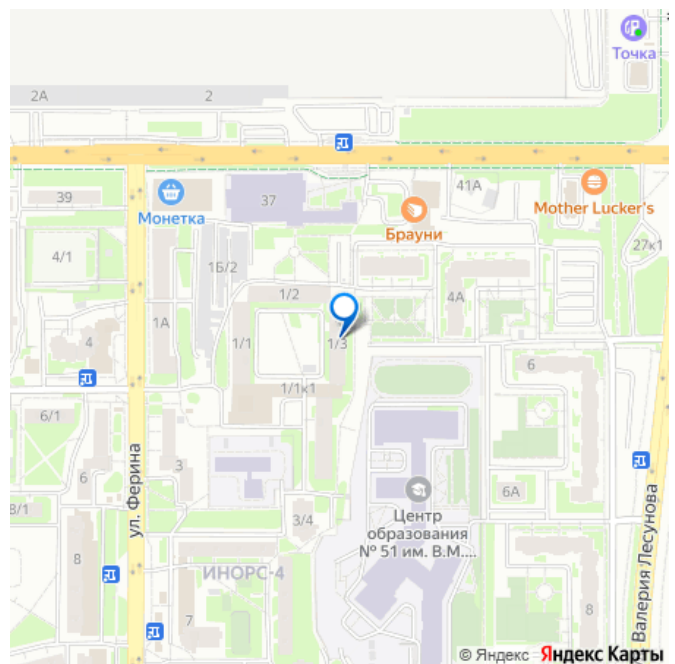 Точка
2А
2
39
Монетка
37
41А
Mother Lucker's
Брауни
4/1
1Б/2
27к1
1/2
4А
1А
1/1
1/3
4
6
1/1к1
6/1
ул. Ферина
6
3
6А
8/1
3/4
Центр
образования
№ 51 им. В.М....
Валерия Лесунова
8
ИНОРС-4
7
8
© Яндекс Яндекс Карты